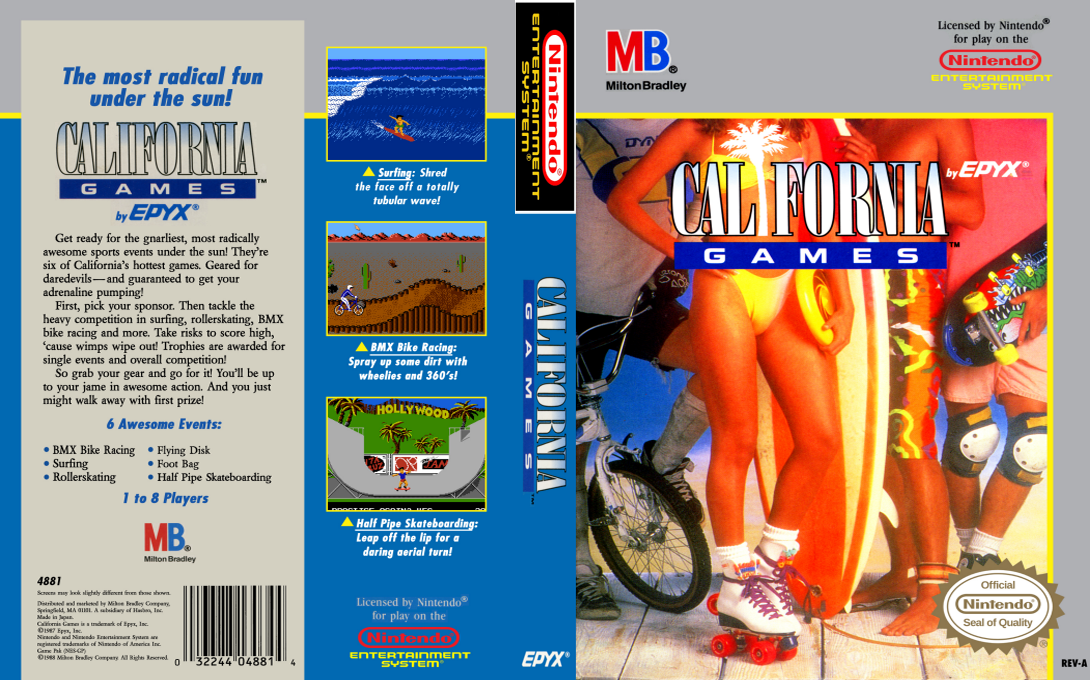 The most radical fun
under the sun!
CALIFORNIA
GAMES™
by EPYX®
Get ready for the gnarliest, most radically
awesome sports events under the sun! They're
six of California's hottest games. Geared for
daredevils—and guaranteed to get your
adrenaline pumping!
First, pick your sponsor. Then tackle the
heavy competition in surfing, rollerskating, BMX
bike racing and more. Take risks to score high,
'cause wimps wipe out! Trophies are awarded for
single events and overall competition!
So grab your gear and go for it! You'll be up
to your jame in awesome action. And you just
might walk away with first prize!
6 Awesome Events:
• BMX Bike Racing
• Surfing
• Rollerskating
• Flying Disk
• Foot Bag
• Half Pipe Skateboarding
1 to 8 Players
MB®
Milton Bradley
4881
Screens may look slightly different from those shown.
Distributed and marketed by Milton Bradley Company,
Springfield, MA 01101. A subsidiary of Hasbro, Inc.
Made in Japan.
California Games is a trademark of Epyx, Inc.
©1987 Epyx, Inc.
Nintendo and Nintendo Entertainment System are
registered trademarks of Nintendo of America Inc.
Game Pak (NES-GP)
©1988 Milton Bradley Company. All Rights Reserved.
0 32244 04881 4
▲ Surfing: Shred
the face off a totally
tubular wave!
▲ BMX Bike Racing:
Spray up some dirt with
wheelies and 360's!
HOLLYWOOD
▲ Half Pipe Skateboarding:
Leap off the lip for a
daring aerial turn!
Licensed by Nintendo®
for play on the
Nintendo®
ENTERTAINMENT
SYSTEM®
Nintendo®
ENTERTAINMENT
SYSTEM®
CALIFORNIA
GAMES™
EPYX®
MB®
Milton Bradley
Licensed by Nintendo®
for play on the
Nintendo®
ENTERTAINMENT
SYSTEM®
CALIFORNIA
by EPYX®
GAMES™
Official
Nintendo®
Seal of Quality
®
REV-A